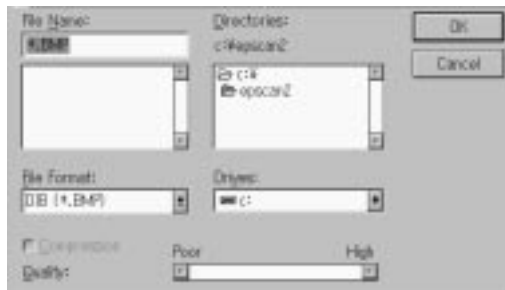 File Name:
*.BMP
Directories:
c:¥epscan2
c:¥
epscan2
OK
Cancel
File Format:
DIB (*.BMP)
Drives:
c:
Compression
Quality:
Poor
High